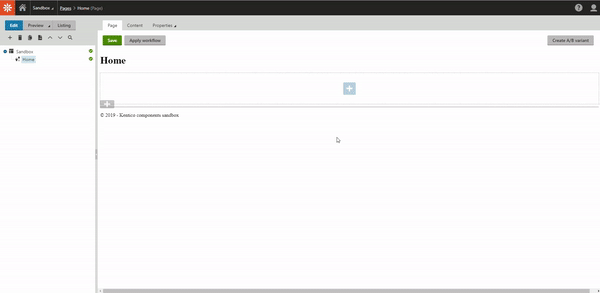 Sandbox Pages > Home (Page)
Edit Preview Listing
Page Content Properties
Save Apply workflow Create A/B variant
Sandbox
Home
Home
© 2019 - Kentico components sandbox